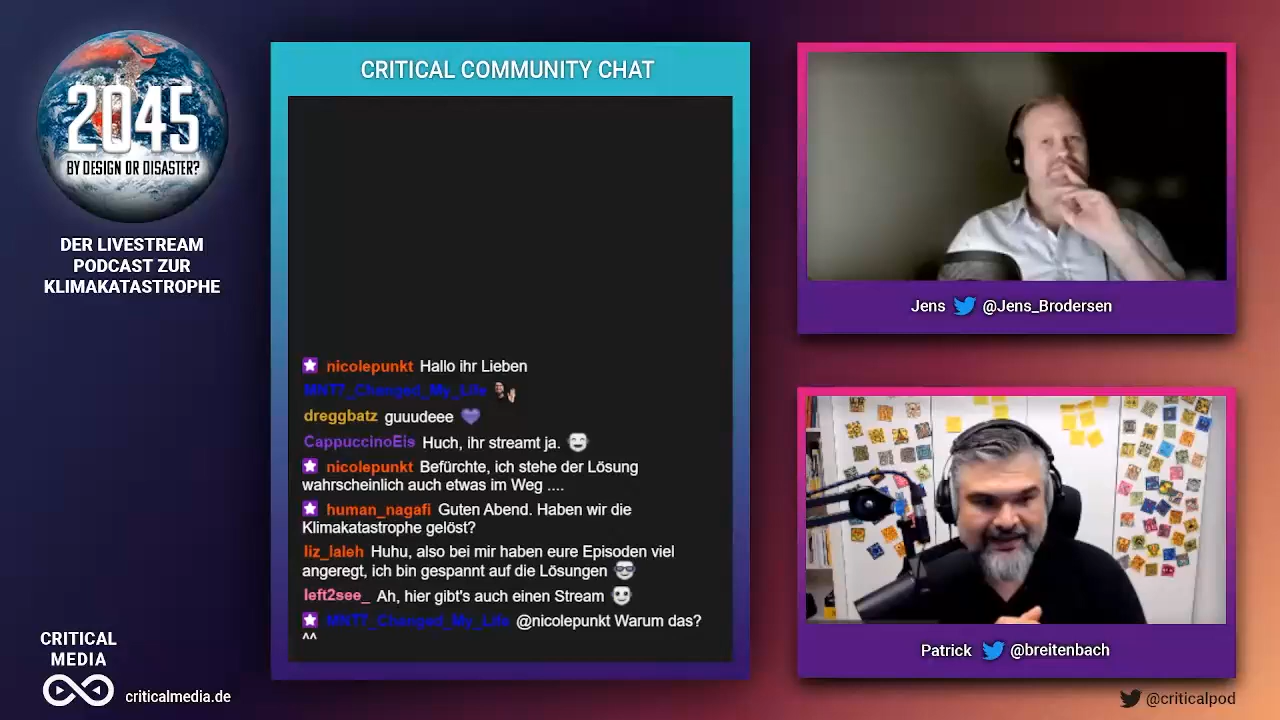 2045
BY DESIGN OR DISASTER?
DER LIVESTREAM
PODCAST ZUR
KLIMAKATASTROPHE
CRITICAL
MEDIA
criticalmedia.de
CRITICAL COMMUNITY CHAT
nicolepunkt Hallo ihr Lieben
MNT7_Changed_My_Life
dreggbatz guuudeee 💜
CappuccinoEis Huch, ihr streamt ja.
nicolepunkt Befürchte, ich stehe der Lösung
wahrscheinlich auch etwas im Weg ....
human_nagafi Guten Abend. Haben wir die
Klimakatastrophe gelöst?
liz_laleh Huhu, also bei mir haben eure Episoden viel
angeregt, ich bin gespannt auf die Lösungen
left2see_ Ah, hier gibt's auch einen Stream
MNT7_Changed_My_Life @nicolepunkt Warum das?
^^
Jens @Jens_Brodersen
Patrick @breitenbach
@criticalpod